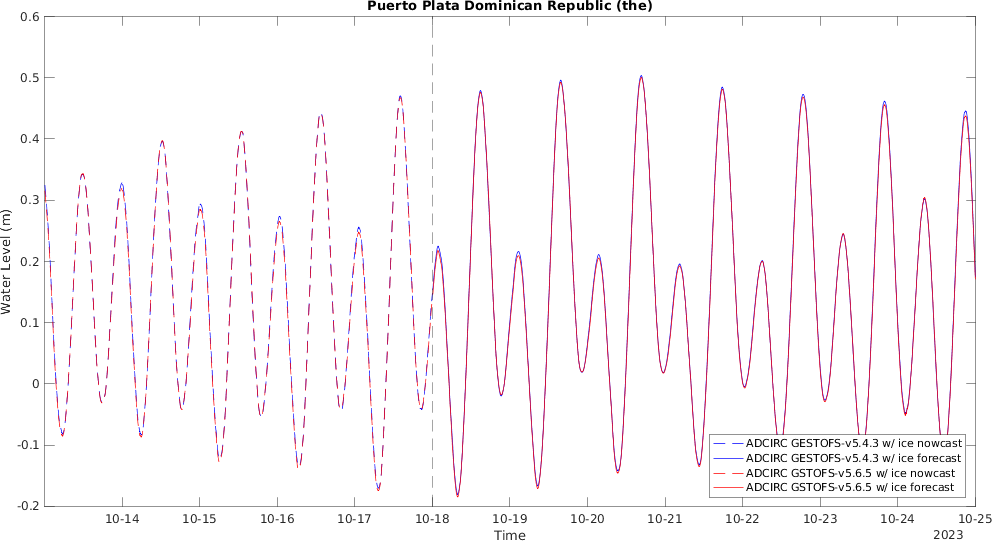 Puerto Plata Dominican Republic (the)
0.6
0.5
0.4
0.3
0.2
0.1
0
-0.1
-0.2
Water Level (m)
ADCIRC GESTOFS-v5.4.3 w/ ice nowcast
ADCIRC GESTOFS-v5.4.3 w/ ice forecast
ADCIRC GSTOFS-v5.6.5 w/ ice nowcast
ADCIRC GSTOFS-v5.6.5 w/ ice forecast
10-14 10-15 10-16 10-17 10-18 10-19 10-20 10-21 10-22 10-23 10-24 10-25
Time
2023